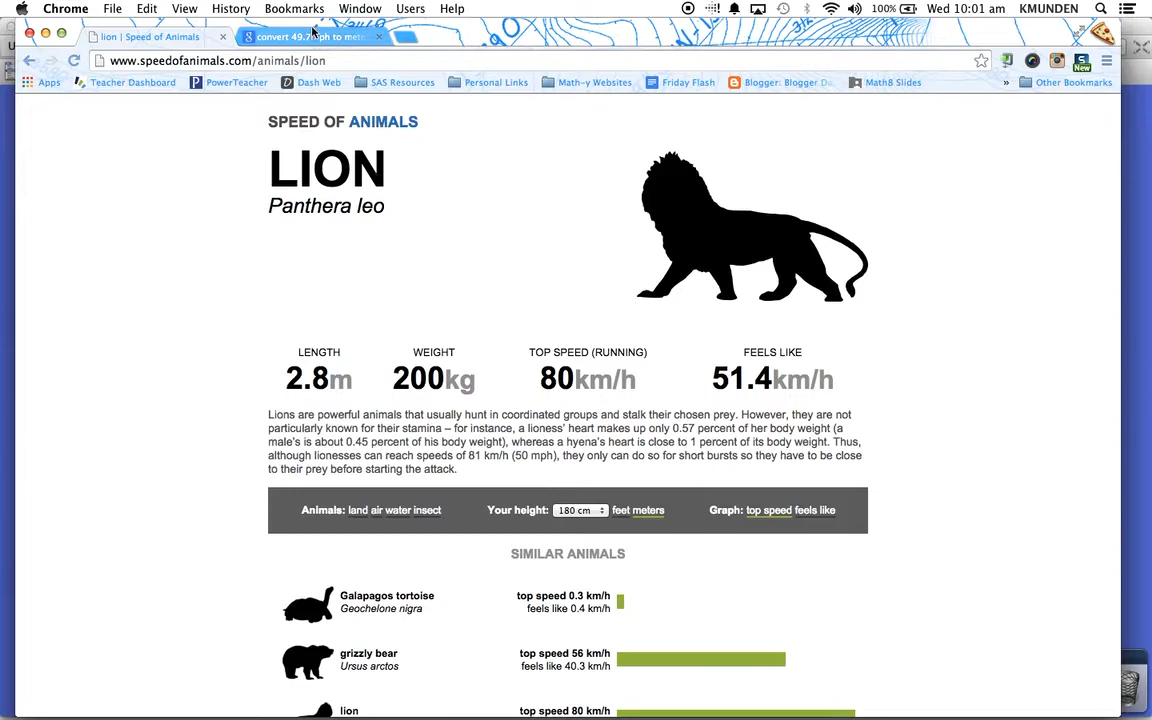 Chrome File Edit View History Bookmarks Window Users Help 100% Wed 10:01 am KMUNDEN
lion | Speed of Animals convert 49.7 mph to mete
www.speedofanimals.com/animals/lion
Apps Teacher Dashboard PowerTeacher Dash Web SAS Resources Personal Links Math-y Websites Friday Flash Blogger: Blogger Da Math8 Slides » Other Bookmarks
New
SPEED OF ANIMALS
LION
Panthera leo
LENGTH WEIGHT TOP SPEED (RUNNING) FEELS LIKE
2.8m 200kg 80km/h 51.4km/h
Lions are powerful animals that usually hunt in coordinated groups and stalk their chosen prey. However, they are not
particularly known for their stamina – for instance, a lioness' heart makes up only 0.57 percent of her body weight (a
male's is about 0.45 percent of his body weight), whereas a hyena's heart is close to 1 percent of its body weight. Thus,
although lionesses can reach speeds of 81 km/h (50 mph), they only can do so for short bursts so they have to be close
to their prey before starting the attack.
Animals: land air water insect Your height: 180 cm feet meters Graph: top speed feels like
SIMILAR ANIMALS
Galapagos tortoise top speed 0.3 km/h
Geochelone nigra feels like 0.4 km/h
grizzly bear top speed 56 km/h
Ursus arctos feels like 40.3 km/h
lion top speed 80 km/h